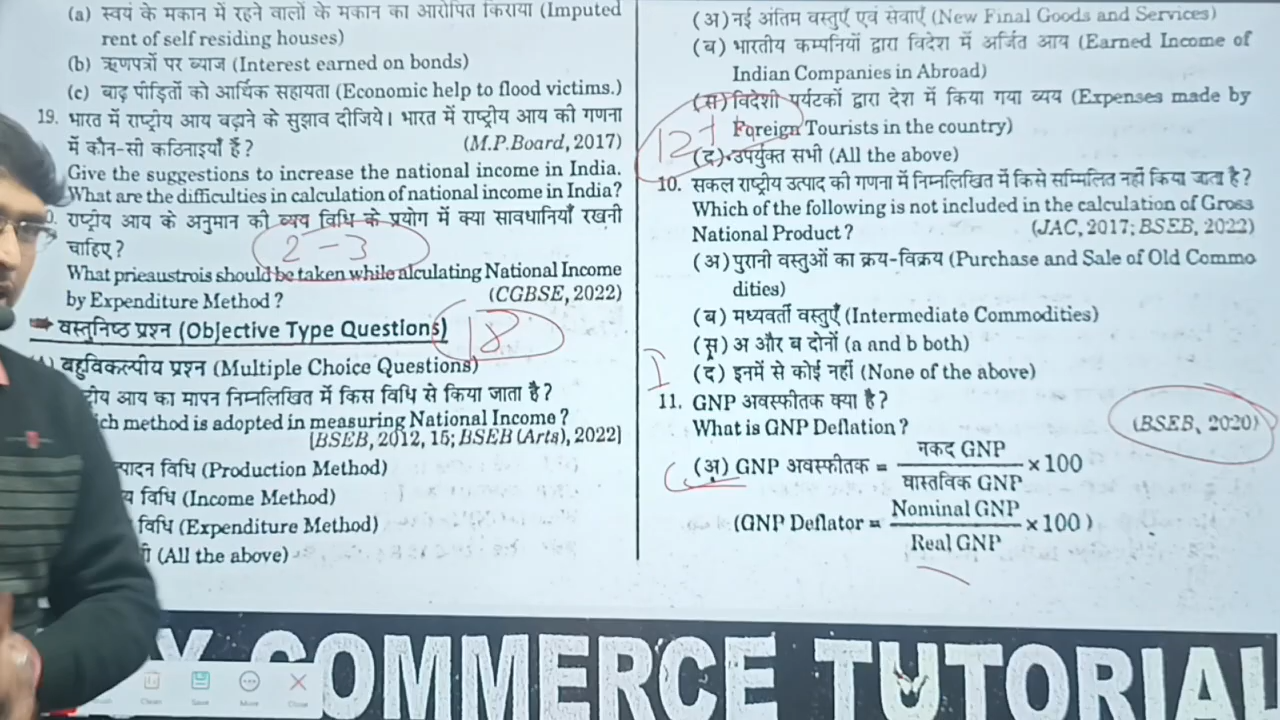 (a) स्वयं के मकान में रहने वालों के मकान का आरोपित किराया (Imputed
rent of self residing houses)
(b) ऋणपत्रों पर ब्याज (Interest earned on bonds)
(c) बाढ़ पीड़ितों को आर्थिक सहायता (Economic help to flood victims.)
19. भारत में राष्ट्रीय आय बढ़ाने के सुझाव दीजिये। भारत में राष्ट्रीय आय की गणना
में कौन-सी कठिनाइयाँ हैं?
(M.P.Board, 2017)
Give the suggestions to increase the national income in India.
What are the difficulties in calculation of national income in India?
राष्ट्रीय आय के अनुमान की व्यय विधि के प्रयोग में क्या सावधानियाँ रखनी
चाहिए?
2-3
What prieaustrois should be taken while alculating National Income
by Expenditure Method?
(CGBSE, 2022)
वस्तुनिष्ठ प्रश्न (Objective Type Questions)
18
बहुविकल्पीय प्रश्न (Multiple Choice Questions)
ट्रीय आय का मापन निम्नलिखित में किस विधि से किया जाता है?
ich method is adopted in measuring National Income?
[BSEB, 2012, 15; BSEB (Arts), 2022]
त्पादन विधि (Production Method)
य विधि (Income Method)
विधि (Expenditure Method)
ी (All the above)
(अ) नई अंतिम वस्तुएँ एवं सेवाएँ (New Final Goods and Services)
(ब) भारतीय कम्पनियों द्वारा विदेश में अर्जित आय (Earned Income of
Indian Companies in Abroad)
(स) विदेशी पर्यटकों द्वारा देश में किया गया व्यय (Expenses made by
Foreign Tourists in the country)
(द) उपर्युक्त सभी (All the above)
10. सकल राष्ट्रीय उत्पाद की गणना में निम्नलिखित में किसे सम्मिलित नहीं किया जाता है?
Which of the following is not included in the calculation of Gross
National Product?
(JAC, 2017; BSEB, 2022)
(अ) पुरानी वस्तुओं का क्रय-विक्रय (Purchase and Sale of Old Commo
dities)
(ब) मध्यवर्ती वस्तुएँ (Intermediate Commodities)
(स) अ और ब दोनों (a and b both)
(द) इनमें से कोई नहीं (None of the above)
11. GNP अवस्फीतक क्या है?
What is GNP Deflation?
(BSEB, 2020)
(अ) GNP अवस्फीतक = नकद GNP / वास्तविक GNP × 100
(GNP Deflator = Nominal GNP / Real GNP × 100)
Y COMMERCE TUTORIAL
Clean Save More Close